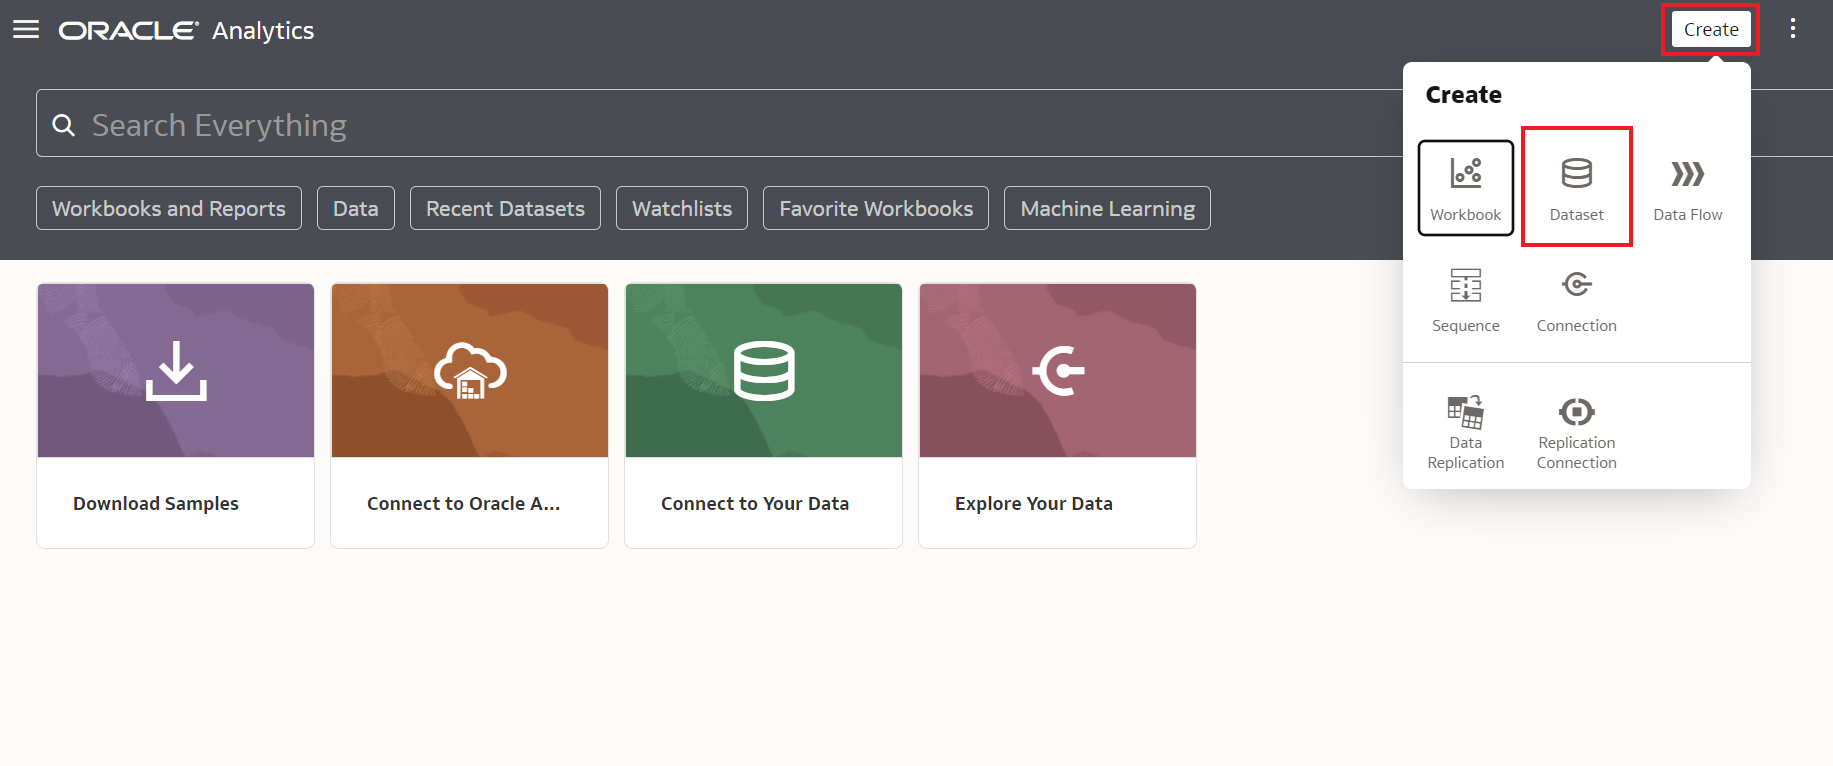 ORACLE Analytics
Create
Search Everything
Workbooks and Reports
Data
Recent Datasets
Watchlists
Favorite Workbooks
Machine Learning
Create
Workbook
Dataset
Data Flow
Sequence
Connection
Data
Replication
Replication
Connection
Download Samples
Connect to Oracle A...
Connect to Your Data
Explore Your Data